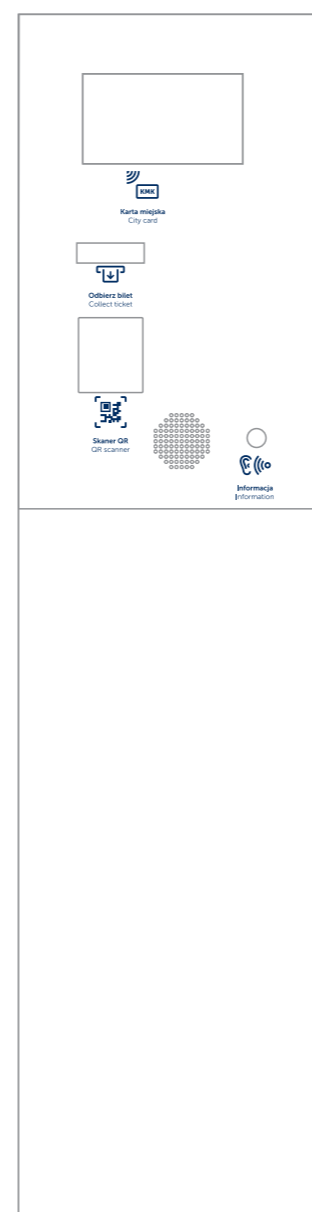 KMK
Karta miejska
City card
Odbierz bilet
Collect ticket
Skaner QR
QR scanner
Informacja
Information